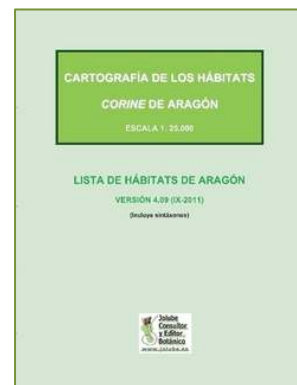 CARTOGRAFÍA DE LOS HÁBITATS
CORINE DE ARAGÓN
ESCALA 1: 25.000
LISTA DE HÁBITATS DE ARAGÓN
VERSIÓN 4.09 (IX-2011)
(Incluye sintáxones)
Jolube
Consultor
y Editor
Botánico
www.jolube.es